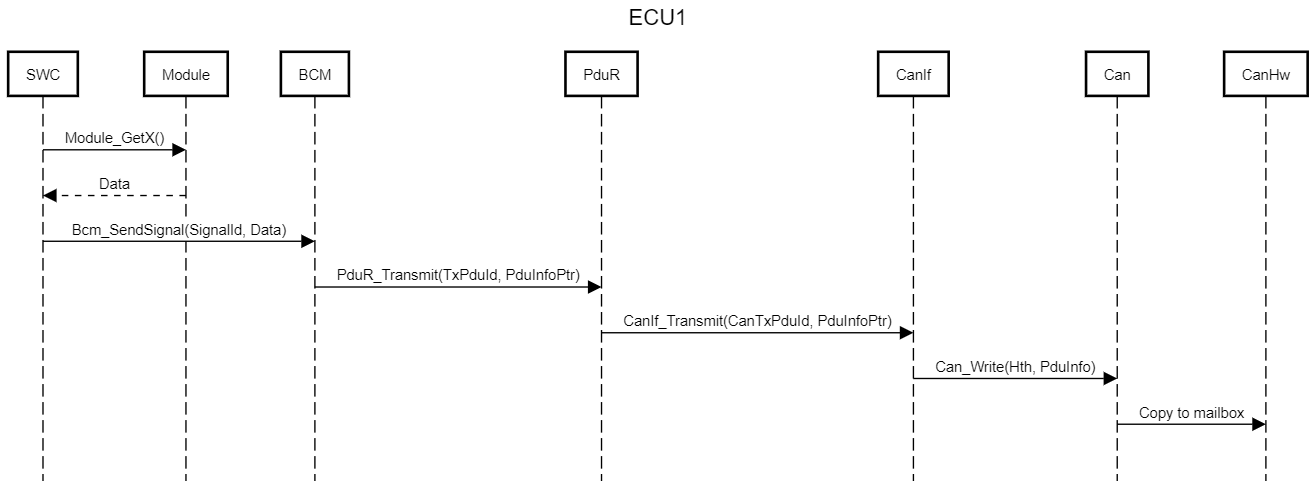 ECU1
SWC
Module
BCM
PduR
CanIf
Can
CanHw
Module_GetX()
Data
Bcm_SendSignal(SignalId, Data)
PduR_Transmit(TxPduId, PduInfoPtr)
CanIf_Transmit(CanTxPduId, PduInfoPtr)
Can_Write(Hth, PduInfo)
Copy to mailbox